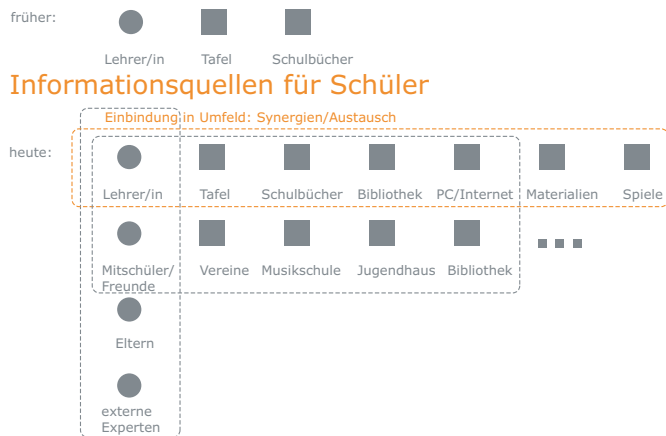 früher:
Lehrer/in Tafel Schulbücher
Informationsquellen für Schüler
Einbindung in Umfeld: Synergien/Austausch
heute:
Lehrer/in Tafel Schulbücher Bibliothek PC/Internet Materialien Spiele
Mitschüler/ Vereine Musikschule Jugendhaus Bibliothek
Freunde
Eltern
externe
Experten